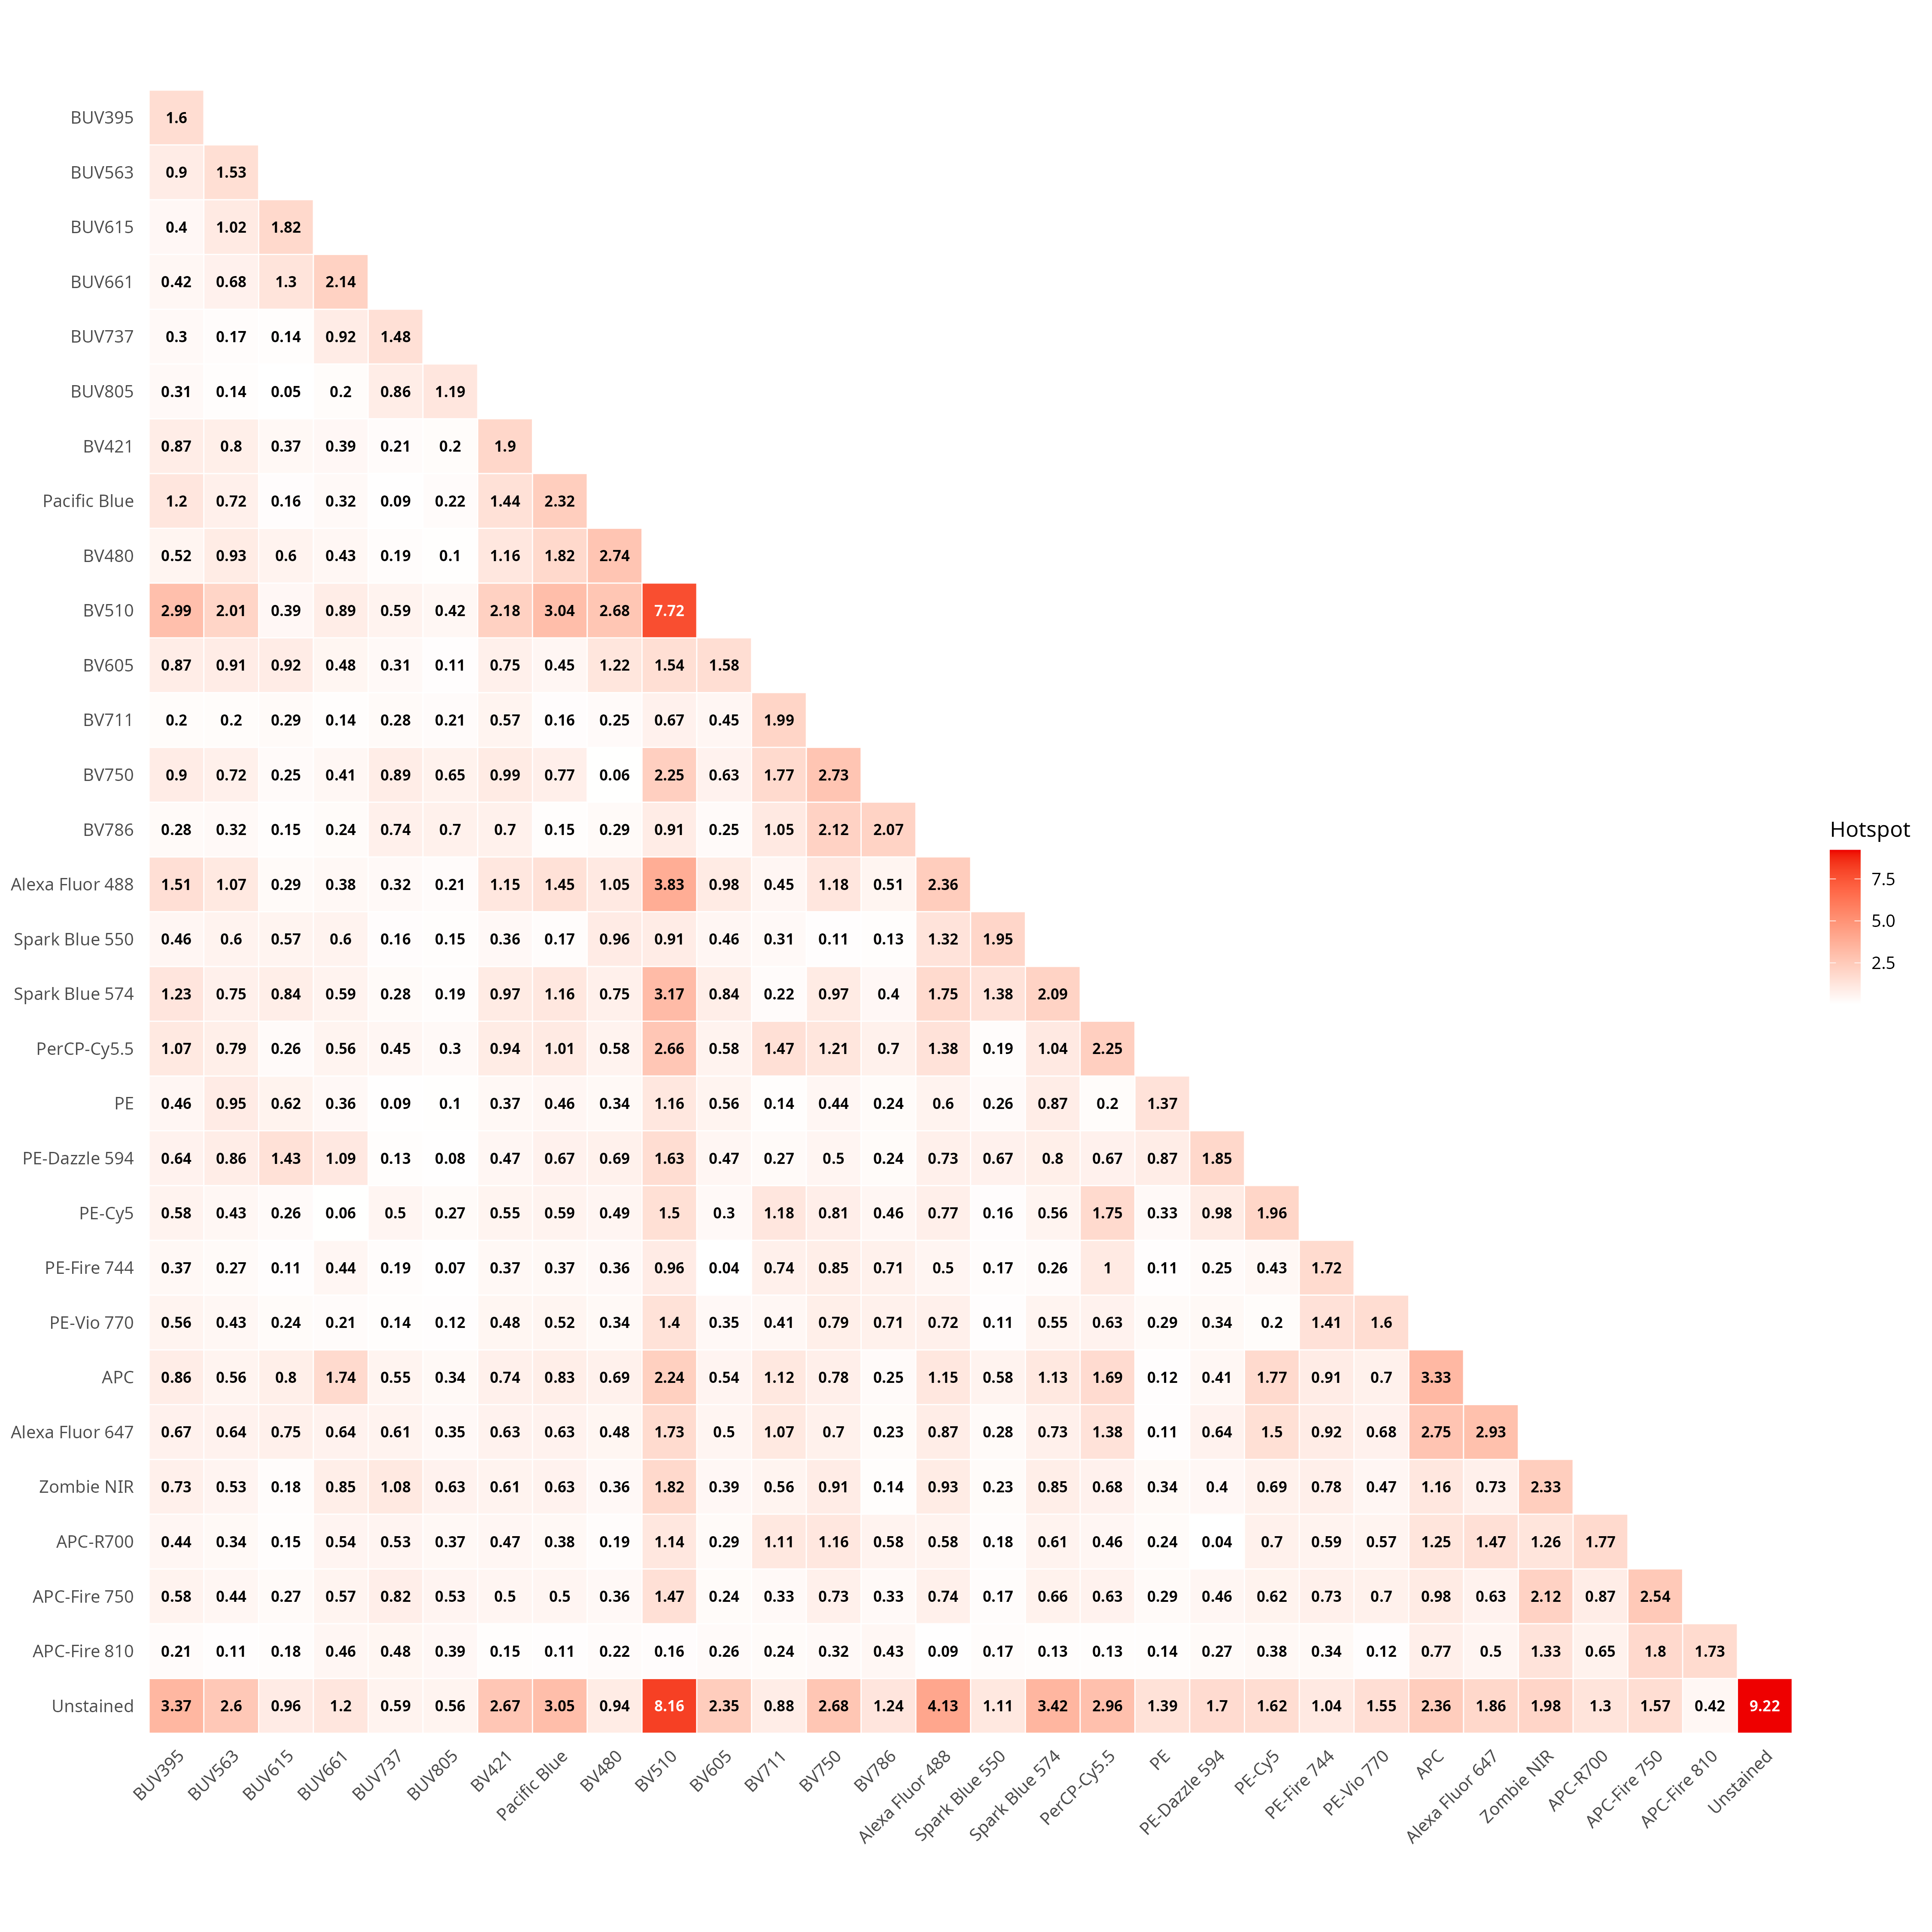 BUV395 1.6
BUV563 0.9 1.53
BUV615 0.4 1.02 1.82
BUV661 0.42 0.68 1.3 2.14
BUV737 0.3 0.17 0.14 0.92 1.48
BUV805 0.31 0.14 0.05 0.2 0.86 1.19
BV421 0.87 0.8 0.37 0.39 0.21 0.2 1.9
Pacific Blue 1.2 0.72 0.16 0.32 0.09 0.22 1.44 2.32
BV480 0.52 0.93 0.6 0.43 0.19 0.1 1.16 1.82 2.74
BV510 2.99 2.01 0.39 0.89 0.59 0.42 2.18 3.04 2.68 7.72
BV605 0.87 0.91 0.92 0.48 0.31 0.11 0.75 0.45 1.22 1.54 1.58
BV711 0.2 0.2 0.29 0.14 0.28 0.21 0.57 0.16 0.25 0.67 0.45 1.99
BV750 0.9 0.72 0.25 0.41 0.89 0.65 0.99 0.77 0.06 2.25 0.63 1.77 2.73
BV786 0.28 0.32 0.15 0.24 0.74 0.7 0.7 0.15 0.29 0.91 0.25 1.05 2.12 2.07
Alexa Fluor 488 1.51 1.07 0.29 0.38 0.32 0.21 1.15 1.45 1.05 3.83 0.98 0.45 1.18 0.51 2.36
Spark Blue 550 0.46 0.6 0.57 0.6 0.16 0.15 0.36 0.17 0.96 0.91 0.46 0.31 0.11 0.13 1.32 1.95
Spark Blue 574 1.23 0.75 0.84 0.59 0.28 0.19 0.97 1.16 0.75 3.17 0.84 0.22 0.97 0.4 1.75 1.38 2.09
PerCP-Cy5.5 1.07 0.79 0.26 0.56 0.45 0.3 0.94 1.01 0.58 2.66 0.58 1.47 1.21 0.7 1.38 0.19 1.04 2.25
PE 0.46 0.95 0.62 0.36 0.09 0.1 0.37 0.46 0.34 1.16 0.56 0.14 0.44 0.24 0.6 0.26 0.87 0.2 1.37
PE-Dazzle 594 0.64 0.86 1.43 1.09 0.13 0.08 0.47 0.67 0.69 1.63 0.47 0.27 0.5 0.24 0.73 0.67 0.8 0.67 0.87 1.85
PE-Cy5 0.58 0.43 0.26 0.06 0.5 0.27 0.55 0.59 0.49 1.5 0.3 1.18 0.81 0.46 0.77 0.16 0.56 1.75 0.33 0.98 1.96
PE-Fire 744 0.37 0.27 0.11 0.44 0.19 0.07 0.37 0.37 0.36 0.96 0.04 0.74 0.85 0.71 0.5 0.17 0.26 1 0.11 0.25 0.43 1.72
PE-Vio 770 0.56 0.43 0.24 0.21 0.14 0.12 0.48 0.52 0.34 1.4 0.35 0.41 0.79 0.71 0.72 0.11 0.55 0.63 0.29 0.34 0.2 1.41 1.6
APC 0.86 0.56 0.8 1.74 0.55 0.34 0.74 0.83 0.69 2.24 0.54 1.12 0.78 0.25 1.15 0.58 1.13 1.69 0.12 0.41 1.77 0.91 0.7 3.33
Alexa Fluor 647 0.67 0.64 0.75 0.64 0.61 0.35 0.63 0.63 0.48 1.73 0.5 1.07 0.7 0.23 0.87 0.28 0.73 1.38 0.11 0.64 1.5 0.92 0.68 2.75 2.93
Zombie NIR 0.73 0.53 0.18 0.85 1.08 0.63 0.61 0.63 0.36 1.82 0.39 0.56 0.91 0.14 0.93 0.23 0.85 0.68 0.34 0.4 0.69 0.78 0.47 1.16 0.73 2.33
APC-R700 0.44 0.34 0.15 0.54 0.53 0.37 0.47 0.38 0.19 1.14 0.29 1.11 1.16 0.58 0.58 0.18 0.61 0.46 0.24 0.04 0.7 0.59 0.57 1.25 1.47 1.26 1.77
APC-Fire 750 0.58 0.44 0.27 0.57 0.82 0.53 0.5 0.5 0.36 1.47 0.24 0.33 0.73 0.33 0.74 0.17 0.66 0.63 0.29 0.46 0.62 0.73 0.7 0.98 0.63 2.12 0.87 2.54
APC-Fire 810 0.21 0.11 0.18 0.46 0.48 0.39 0.15 0.11 0.22 0.16 0.26 0.24 0.32 0.43 0.09 0.17 0.13 0.13 0.14 0.27 0.38 0.34 0.12 0.77 0.5 1.33 0.65 1.8 1.73
Unstained 3.37 2.6 0.96 1.2 0.59 0.56 2.67 3.05 0.94 8.16 2.35 0.88 2.68 1.24 4.13 1.11 3.42 2.96 1.39 1.7 1.62 1.04 1.55 2.36 1.86 1.98 1.3 1.57 0.42 9.22
BUV395 BUV563 BUV615 BUV661 BUV737 BUV805 BV421 Pacific Blue BV480 BV510 BV605 BV711 BV750 BV786 Alexa Fluor 488 Spark Blue 550 Spark Blue 574 PerCP-Cy5.5 PE PE-Dazzle 594 PE-Cy5 PE-Fire 744 PE-Vio 770 APC Alexa Fluor 647 Zombie NIR APC-R700 APC-Fire 750 APC-Fire 810 Unstained
Hotspot
7.5
5.0
2.5